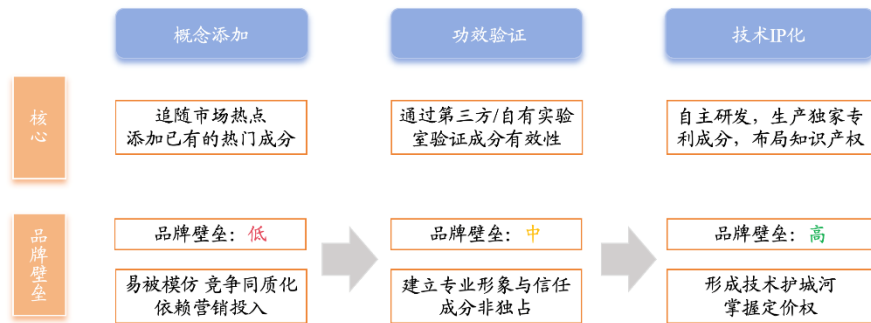 概念添加
功效验证
技术IP化
核心
追随市场热点
添加已有的热门成分
通过第三方/自有实验
室验证成分有效性
自主研发，生产独家专
利成分，布局知识产权
品牌壁垒
品牌壁垒：低
品牌壁垒：中
品牌壁垒：高
易被模仿 竞争同质化
依赖营销投入
建立专业形象与信任
成分非独占
形成技术护城河
掌握定价权